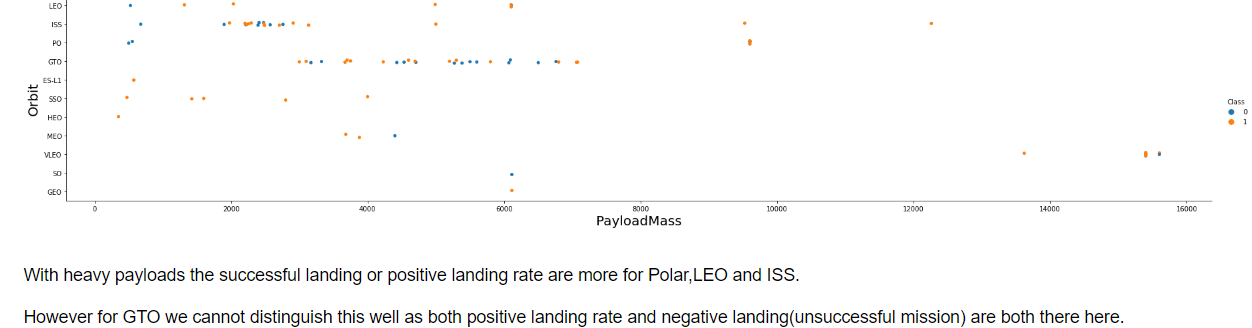 LEO
ISS
PO
GTO
ES-L1
SSO
HEO
MEO
VLEO
SO
GEO
Orbit
0 2000 4000 6000 8000 10000 12000 14000 16000
PayloadMass
Class
0
1
With heavy payloads the successful landing or positive landing rate are more for Polar,LEO and ISS.
However for GTO we cannot distinguish this well as both positive landing rate and negative landing(unsuccessful mission) are both there here.